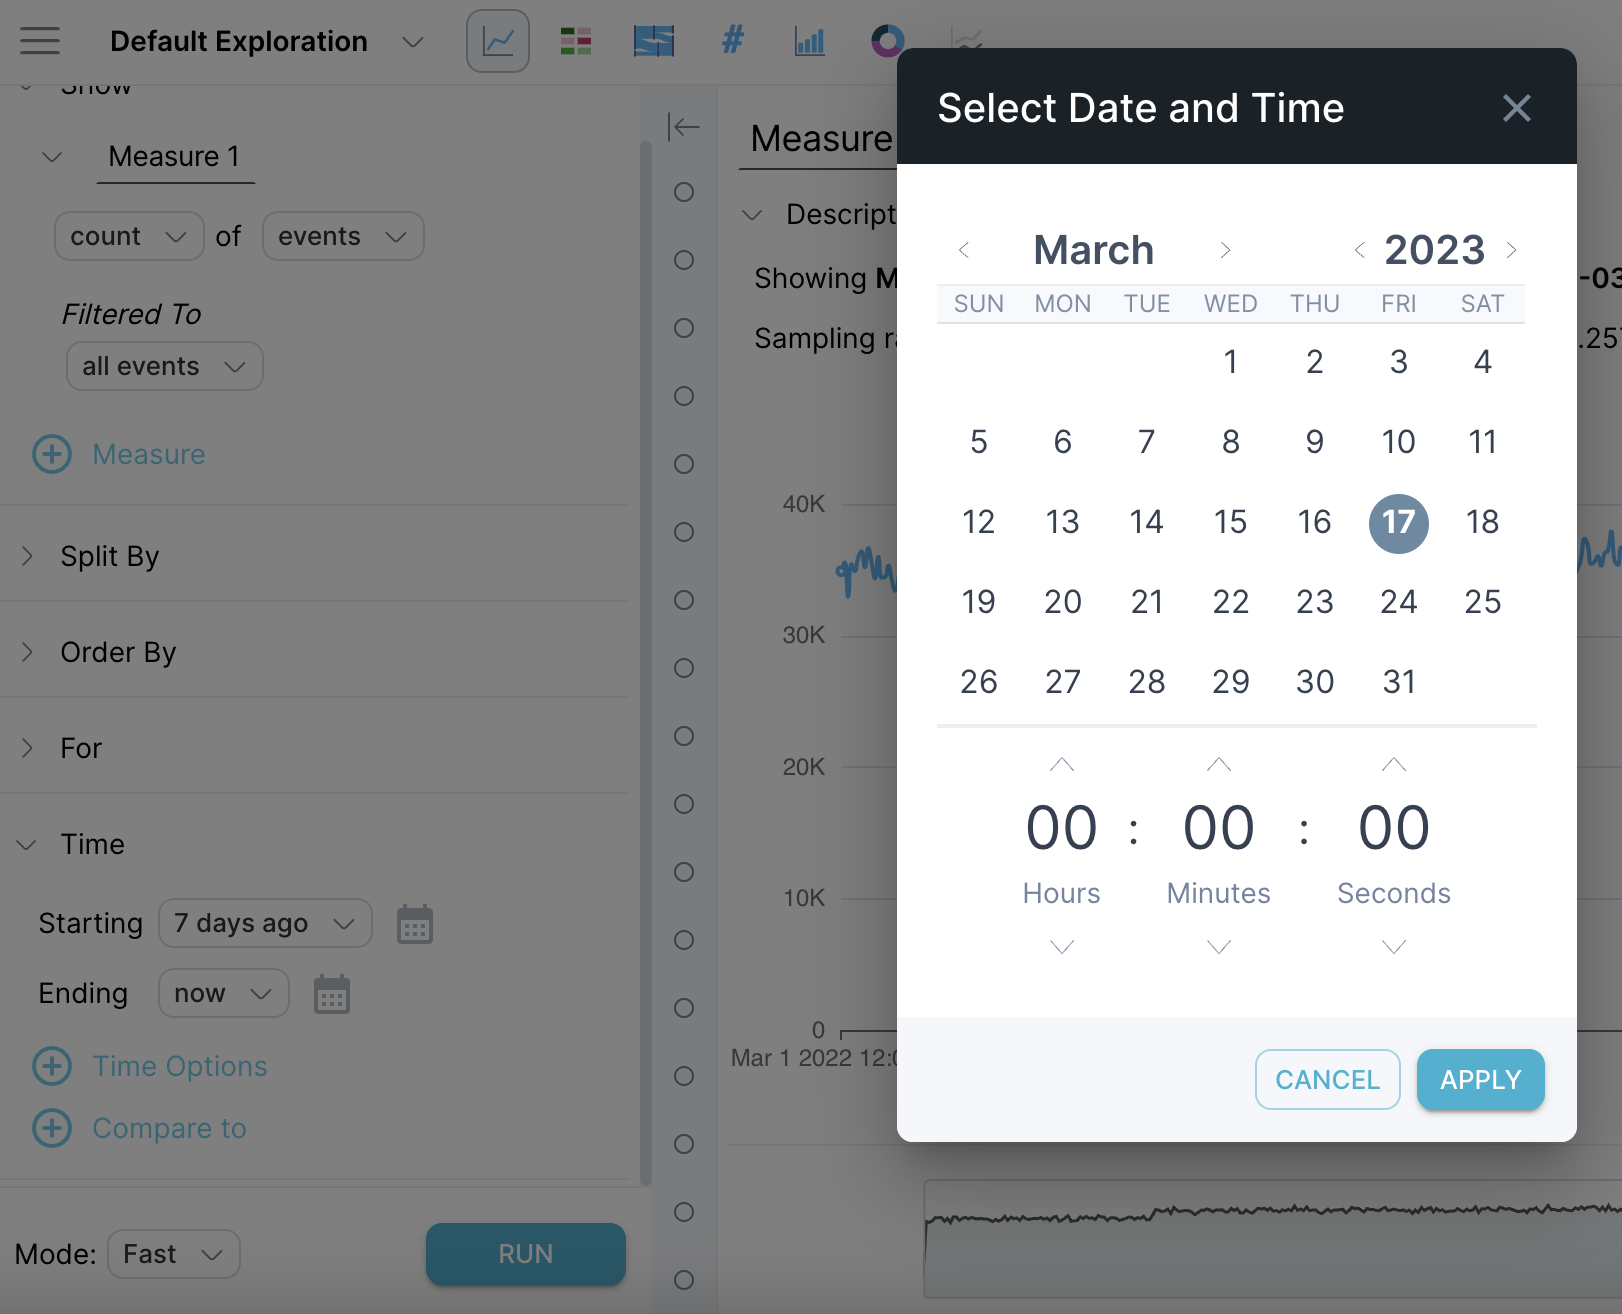 Default Exploration
#
Show
Measure 1
count of events
Filtered To
all events
Measure
Split By
Order By
For
Time
Starting 7 days ago
Ending now
Time Options
Compare to
Mode: Fast RUN
Measure
Descript
Showing
-03
Sampling
.25
40K
30K
20K
10K
0
Mar 1 2022 12:0
Select Date and Time
March 2023
SUN MON TUE WED THU FRI SAT
1 2 3 4
5 6 7 8 9 10 11
12 13 14 15 16 17 18
19 20 21 22 23 24 25
26 27 28 29 30 31
00 : 00 : 00
Hours Minutes Seconds
CANCEL APPLY